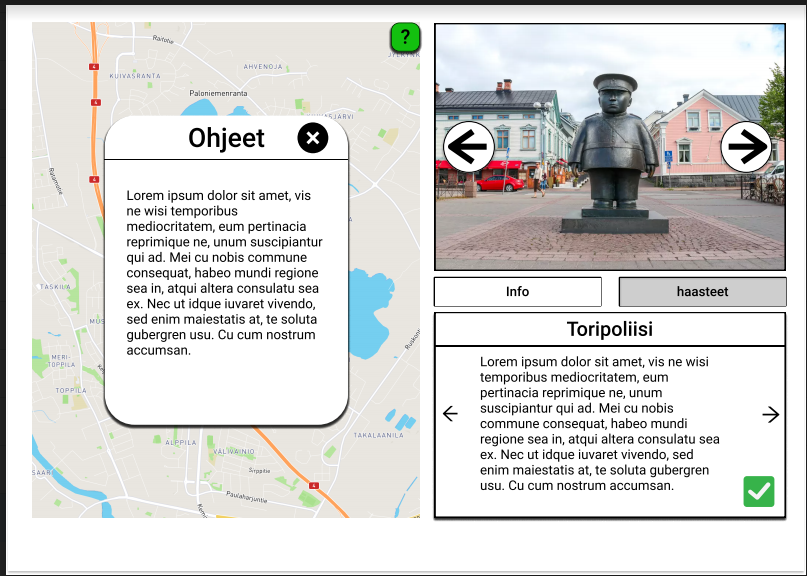 ?
Raitotie
KUIVASRANTA
AHVENOJA
Paloniemenranta
4
4
4
Raitotie
TASKILA
MERI-
TOPPILA
TOPPILA
ALPPILA
VÄLIVAINIO
TAKALAANILA
Sirppitie
Paulaharjuntie
4
Ohjeet
Lorem ipsum dolor sit amet, vis
ne wisi temporibus
mediocritatem, eum pertinacia
reprimique ne, unum suscipiantur
qui ad. Mei cu nobis commune
consequat, habeo mundi regione
sea in, atqui altera consulatu sea
ex. Nec ut idque iuvaret vivendo,
sed enim maiestatis at, te soluta
gubergren usu. Cu cum nostrum
accumsan.
Info
haasteet
Toripoliisi
Lorem ipsum dolor sit amet, vis ne wisi
temporibus mediocritatem, eum
pertinacia reprimique ne, unum
suscipiantur qui ad. Mei cu nobis
commune consequat, habeo mundi
regione sea in, atqui altera consulatu sea
ex. Nec ut idque iuvaret vivendo, sed
enim maiestatis at, te soluta gubergren
usu. Cu cum nostrum accumsan.